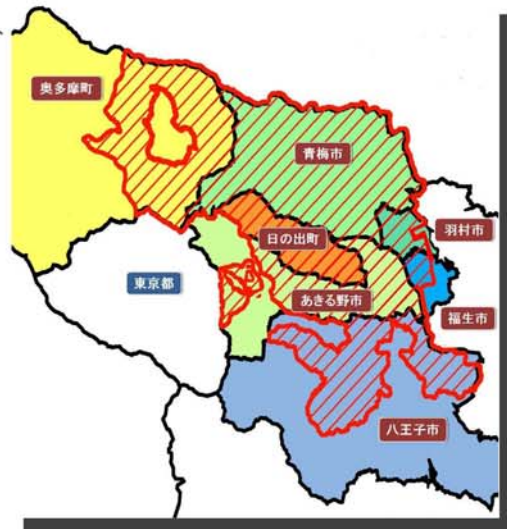 奥多摩町
青梅市
羽村市
日の出町
東京都
あきる野市
福生市
八王子市